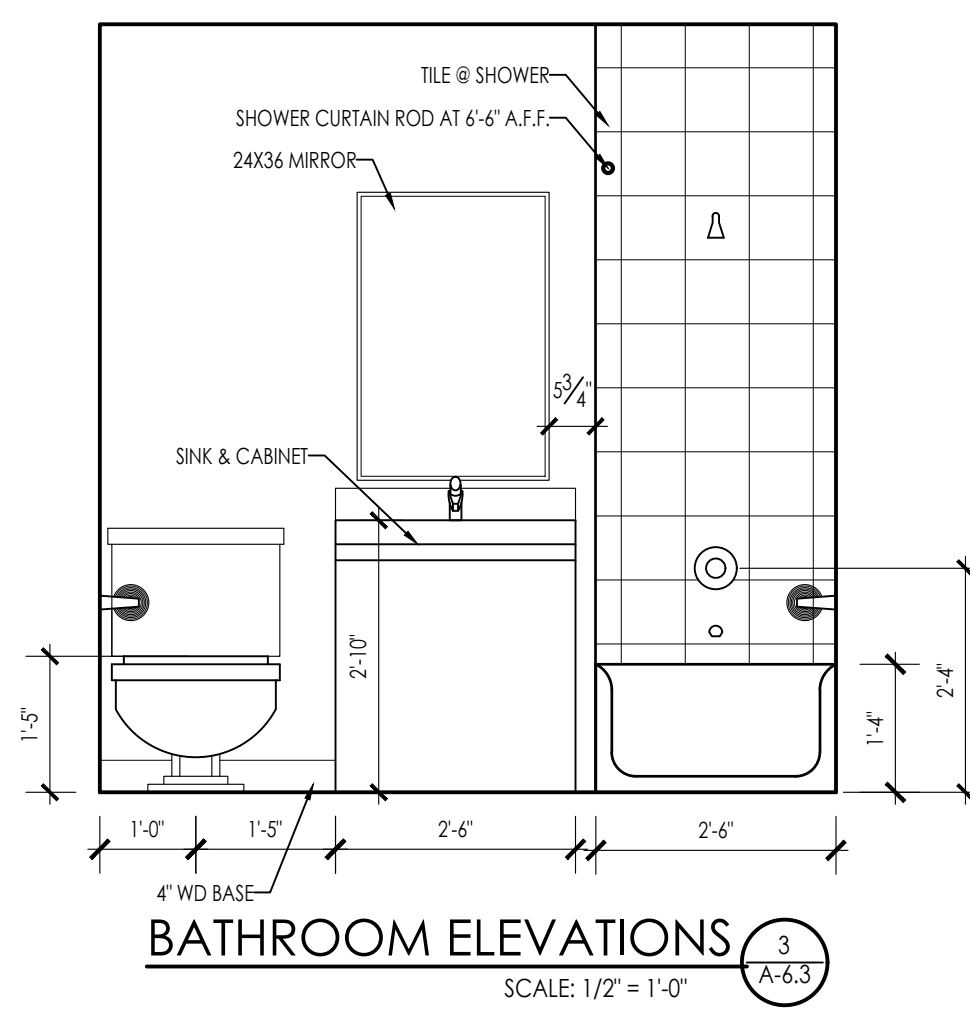 TILE @ SHOWER
SHOWER CURTAIN ROD AT 6'-6" A.F.F.
24X36 MIRROR
5 3/4"
SINK & CABINET
2'-10"
1'-5"
2'-4"
1'-4"
1'-0"
1'-5"
2'-6"
2'-6"
4" WD BASE
BATHROOM ELEVATIONS
3
A-6.3
SCALE: 1/2" = 1'-0"